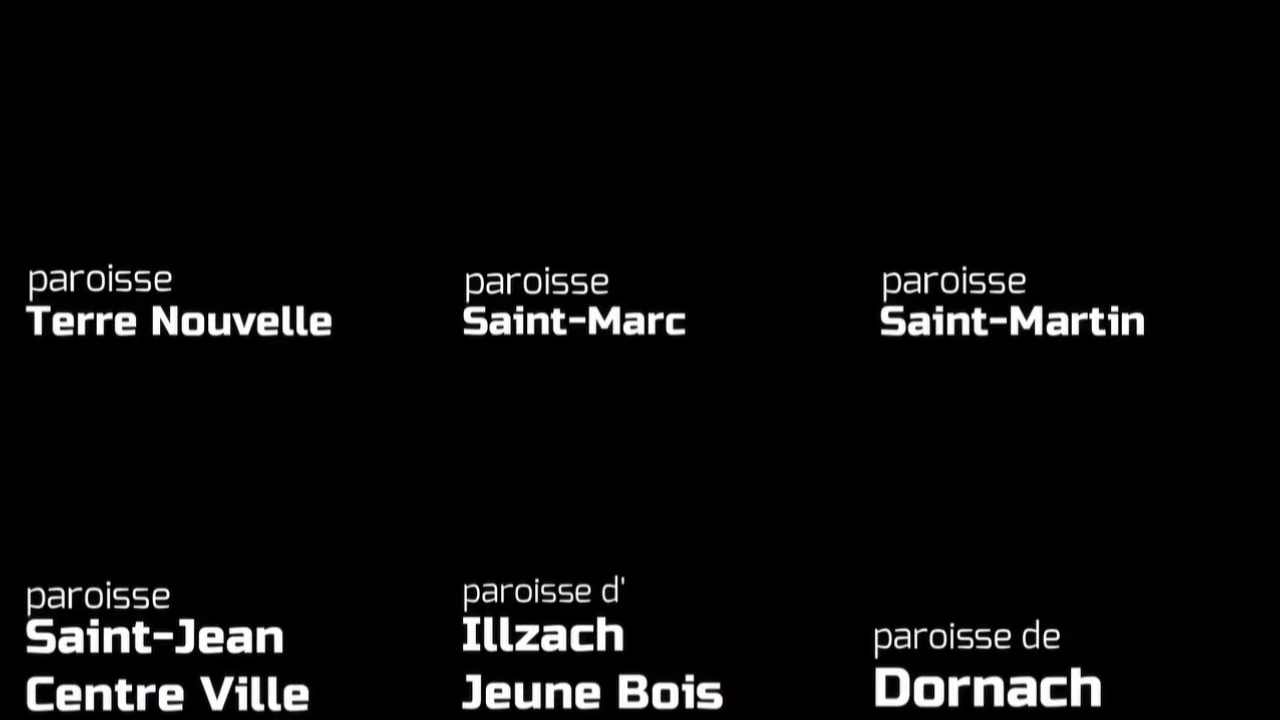 paroisse
Terre Nouvelle
paroisse
Saint-Marc
paroisse
Saint-Martin
paroisse
Saint-Jean
Centre Ville
paroisse d'
Illzach
Jeune Bois
paroisse de
Dornach